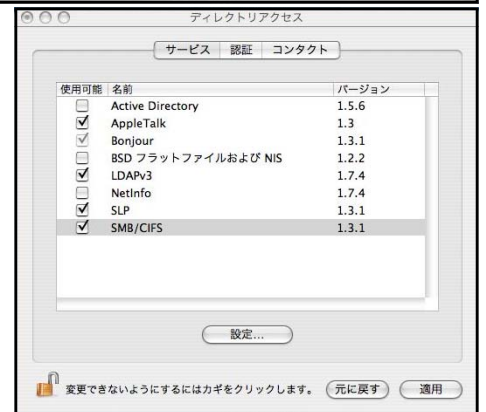 ディレクトリアクセス
サービス 認証 コンタクト
使用可能 名前 バージョン
Active Directory 1.5.6
AppleTalk 1.3
Bonjour 1.3.1
BSD フラットファイルおよび NIS 1.2.2
LDAPv3 1.7.4
NetInfo 1.7.4
SLP 1.3.1
SMB/CIFS 1.3.1
設定...
変更できないようにするにはカギをクリックします。 元に戻す 適用